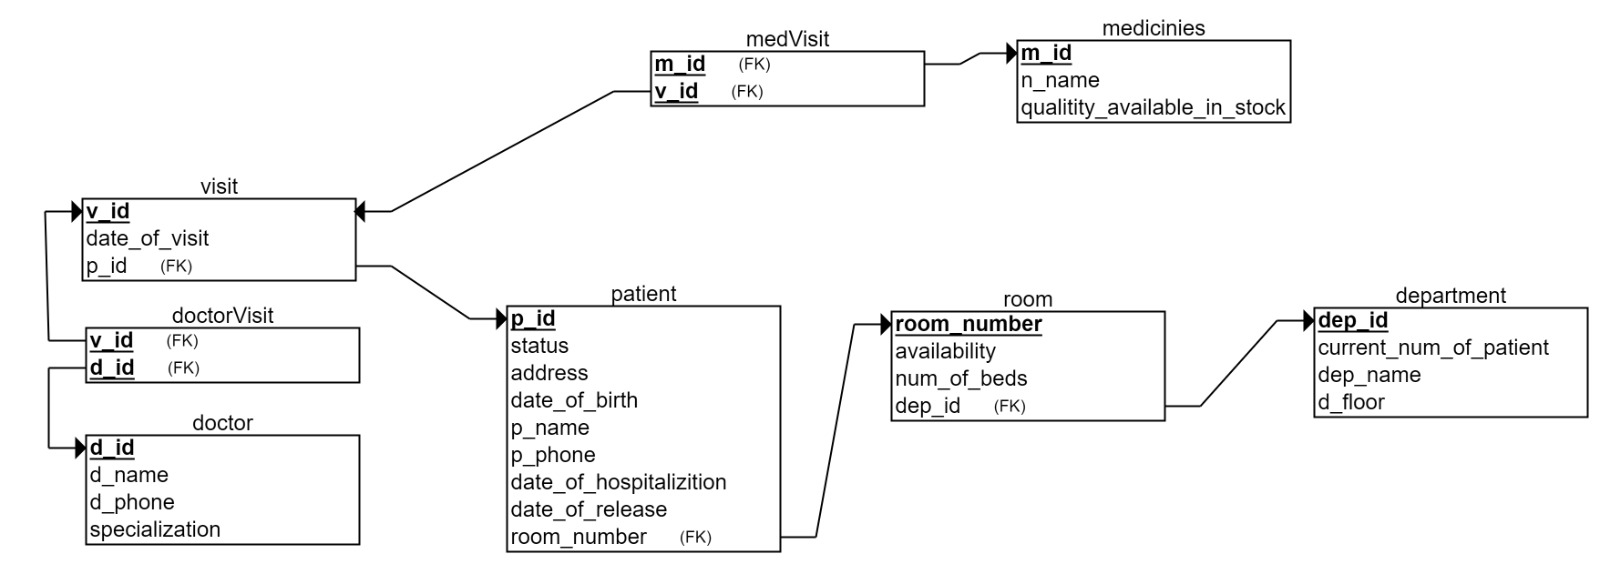 medVisit
m_id (FK)
v_id (FK)
medicinies
m_id
n_name
qualitity_available_in_stock
visit
v_id
date_of_visit
p_id (FK)
doctorVisit
v_id (FK)
d_id (FK)
doctor
d_id
d_name
d_phone
specialization
patient
p_id
status
address
date_of_birth
p_name
p_phone
date_of_hospitalizition
date_of_release
room_number (FK)
room
room_number
availability
num_of_beds
dep_id (FK)
department
dep_id
current_num_of_patient
dep_name
d_floor